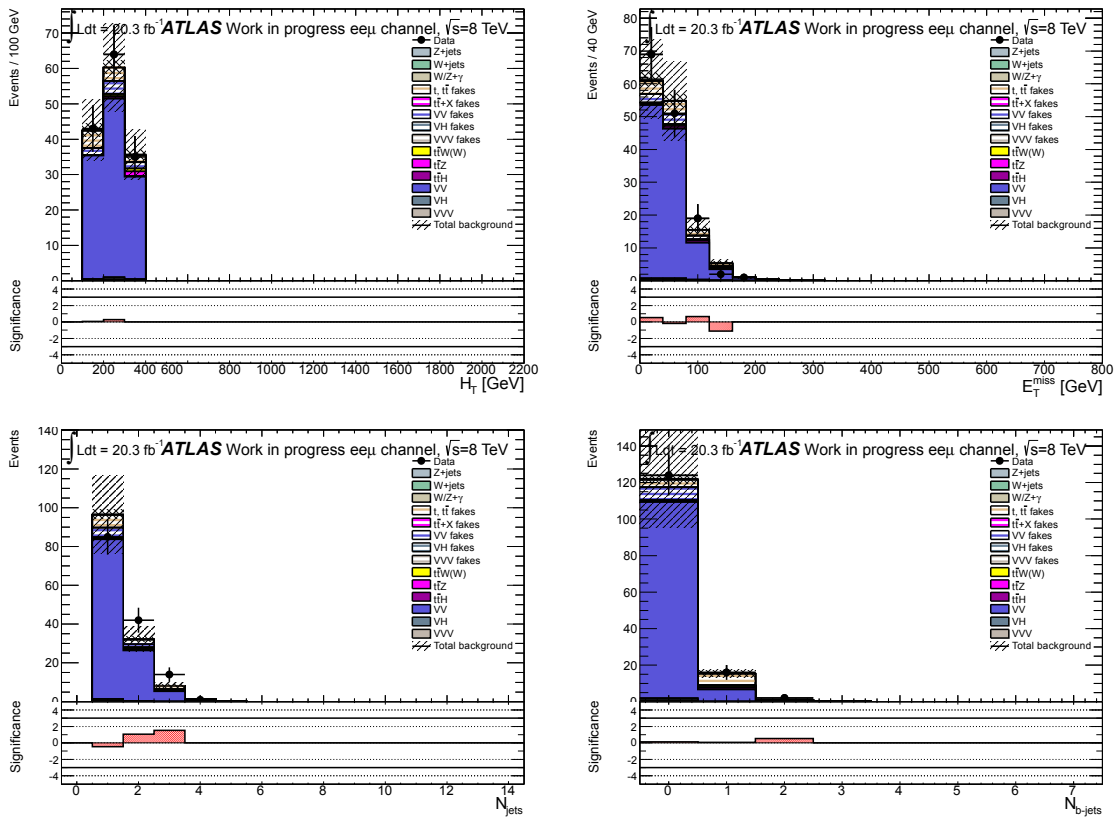 ∫ Ldt = 20.3 fb⁻¹ ATLAS Work in progress eeμ channel, √s=8 TeV
Events / 100 GeV
70
60
50
40
30
20
10
0
Data
Z+jets
W+jets
W/Z+γ
t, tt̄ fakes
tt̄+X fakes
VV fakes
VH fakes
VVV fakes
tt̄W(W)
tt̄Z
tt̄H
VV
VH
VVV
Total background
Significance
4
2
0
-2
-4
0 200 400 600 800 1000 1200 1400 1600 1800 2000 2200
H_T [GeV]
∫ Ldt = 20.3 fb⁻¹ ATLAS Work in progress eeμ channel, √s=8 TeV
Events / 40 GeV
80
70
60
50
40
30
20
10
0
Data
Z+jets
W+jets
W/Z+γ
t, tt̄ fakes
tt̄+X fakes
VV fakes
VH fakes
VVV fakes
tt̄W(W)
tt̄Z
tt̄H
VV
VH
VVV
Total background
Significance
4
2
0
-2
-4
0 100 200 300 400 500 600 700 800
E_T^miss [GeV]
∫ Ldt = 20.3 fb⁻¹ ATLAS Work in progress eeμ channel, √s=8 TeV
Events
140
120
100
80
60
40
20
0
Data
Z+jets
W+jets
W/Z+γ
t, tt̄ fakes
tt̄+X fakes
VV fakes
VH fakes
VVV fakes
tt̄W(W)
tt̄Z
tt̄H
VV
VH
VVV
Total background
Significance
4
2
0
-2
-4
0 2 4 6 8 10 12 14
N_jets
∫ Ldt = 20.3 fb⁻¹ ATLAS Work in progress eeμ channel, √s=8 TeV
Events
140
120
100
80
60
40
20
0
Data
Z+jets
W+jets
W/Z+γ
t, tt̄ fakes
tt̄+X fakes
VV fakes
VH fakes
VVV fakes
tt̄W(W)
tt̄Z
tt̄H
VV
VH
VVV
Total background
Significance
4
2
0
-2
-4
0 1 2 3 4 5 6 7
N_b-jets